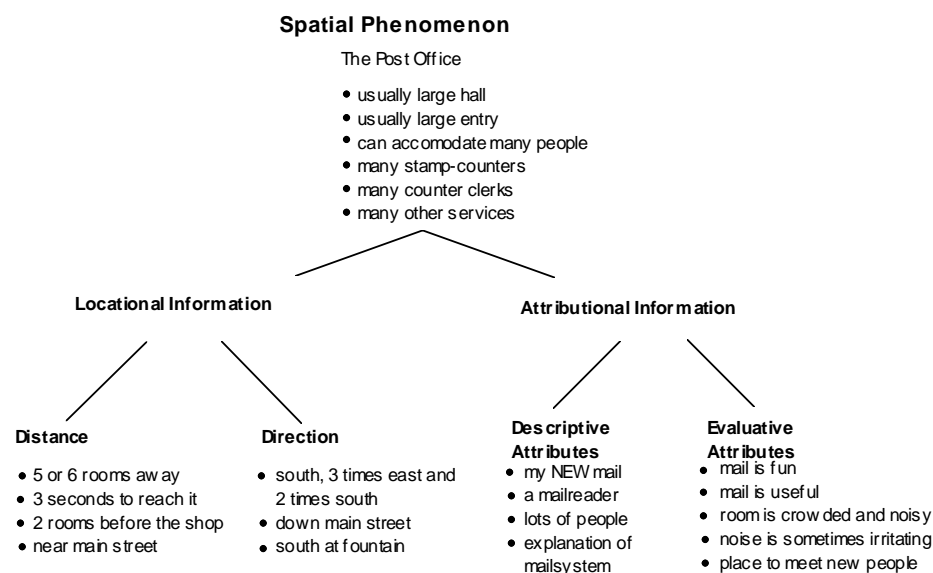 Spatial Phenomenon
The Post Office
• usually large hall
• usually large entry
• can accomodate many people
• many stamp-counters
• many counter clerks
• many other services
Locational Information
Attributional Information
Distance
• 5 or 6 rooms away
• 3 seconds to reach it
• 2 rooms before the shop
• near main street
Direction
• south, 3 times east and
2 times south
• down main street
• south at fountain
Descriptive
Attributes
• my NEW mail
• a mailreader
• lots of people
• explanation of
mailsystem
Evaluative
Attributes
• mail is fun
• mail is useful
• room is crowded and noisy
• noise is sometimes irritating
• place to meet new people